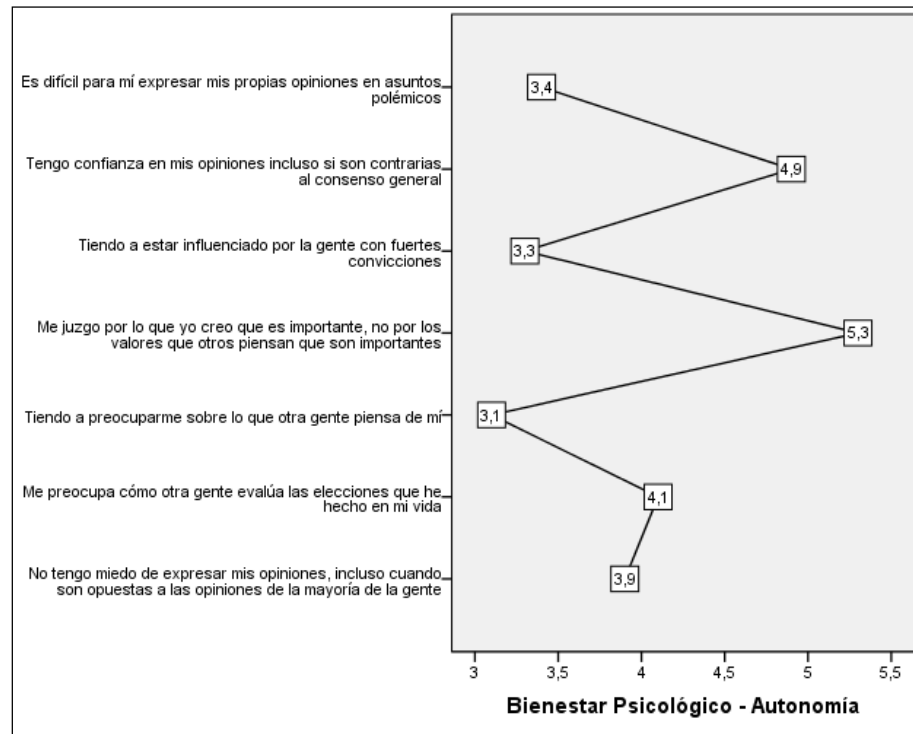 Es difícil para mí expresar mis propias opiniones en asuntos
polémicos
3,4
Tengo confianza en mis opiniones incluso si son contrarias
al consenso general
4,9
Tiendo a estar influenciado por la gente con fuertes
convicciones
3,3
Me juzgo por lo que yo creo que es importante, no por los
valores que otros piensan que son importantes
5,3
Tiendo a preocuparme sobre lo que otra gente piensa de mí
3,1
Me preocupa cómo otra gente evalúa las elecciones que he
hecho en mi vida
4,1
No tengo miedo de expresar mis opiniones, incluso cuando
son opuestas a las opiniones de la mayoría de la gente
3,9
3 3,5 4 4,5 5 5,5
Bienestar Psicológico - Autonomía